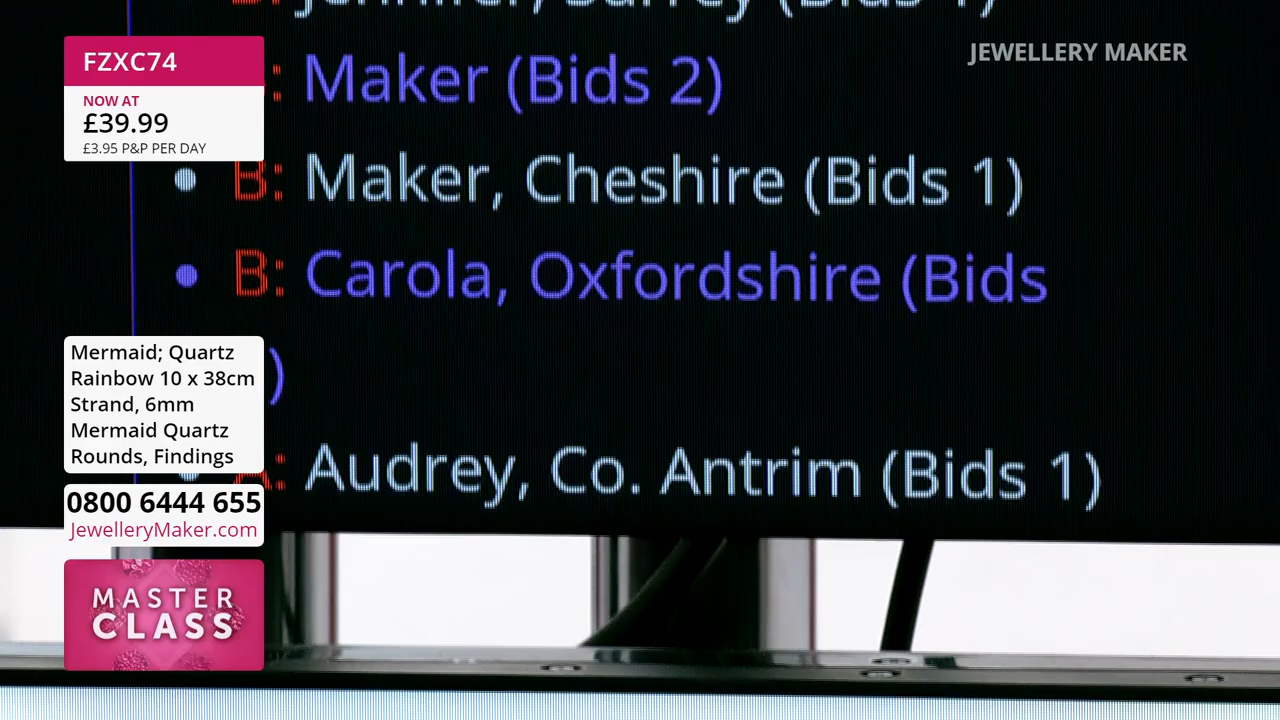 FZXC74
NOW AT
£39.99
£3.95 P&P PER DAY
JEWELLERY MAKER
Maker (Bids 2)
B: Maker, Cheshire (Bids 1)
B: Carola, Oxfordshire (Bids
)
Audrey, Co. Antrim (Bids 1)
Mermaid; Quartz
Rainbow 10 x 38cm
Strand, 6mm
Mermaid Quartz
Rounds, Findings
0800 6444 655
JewelleryMaker.com
MASTER
CLASS